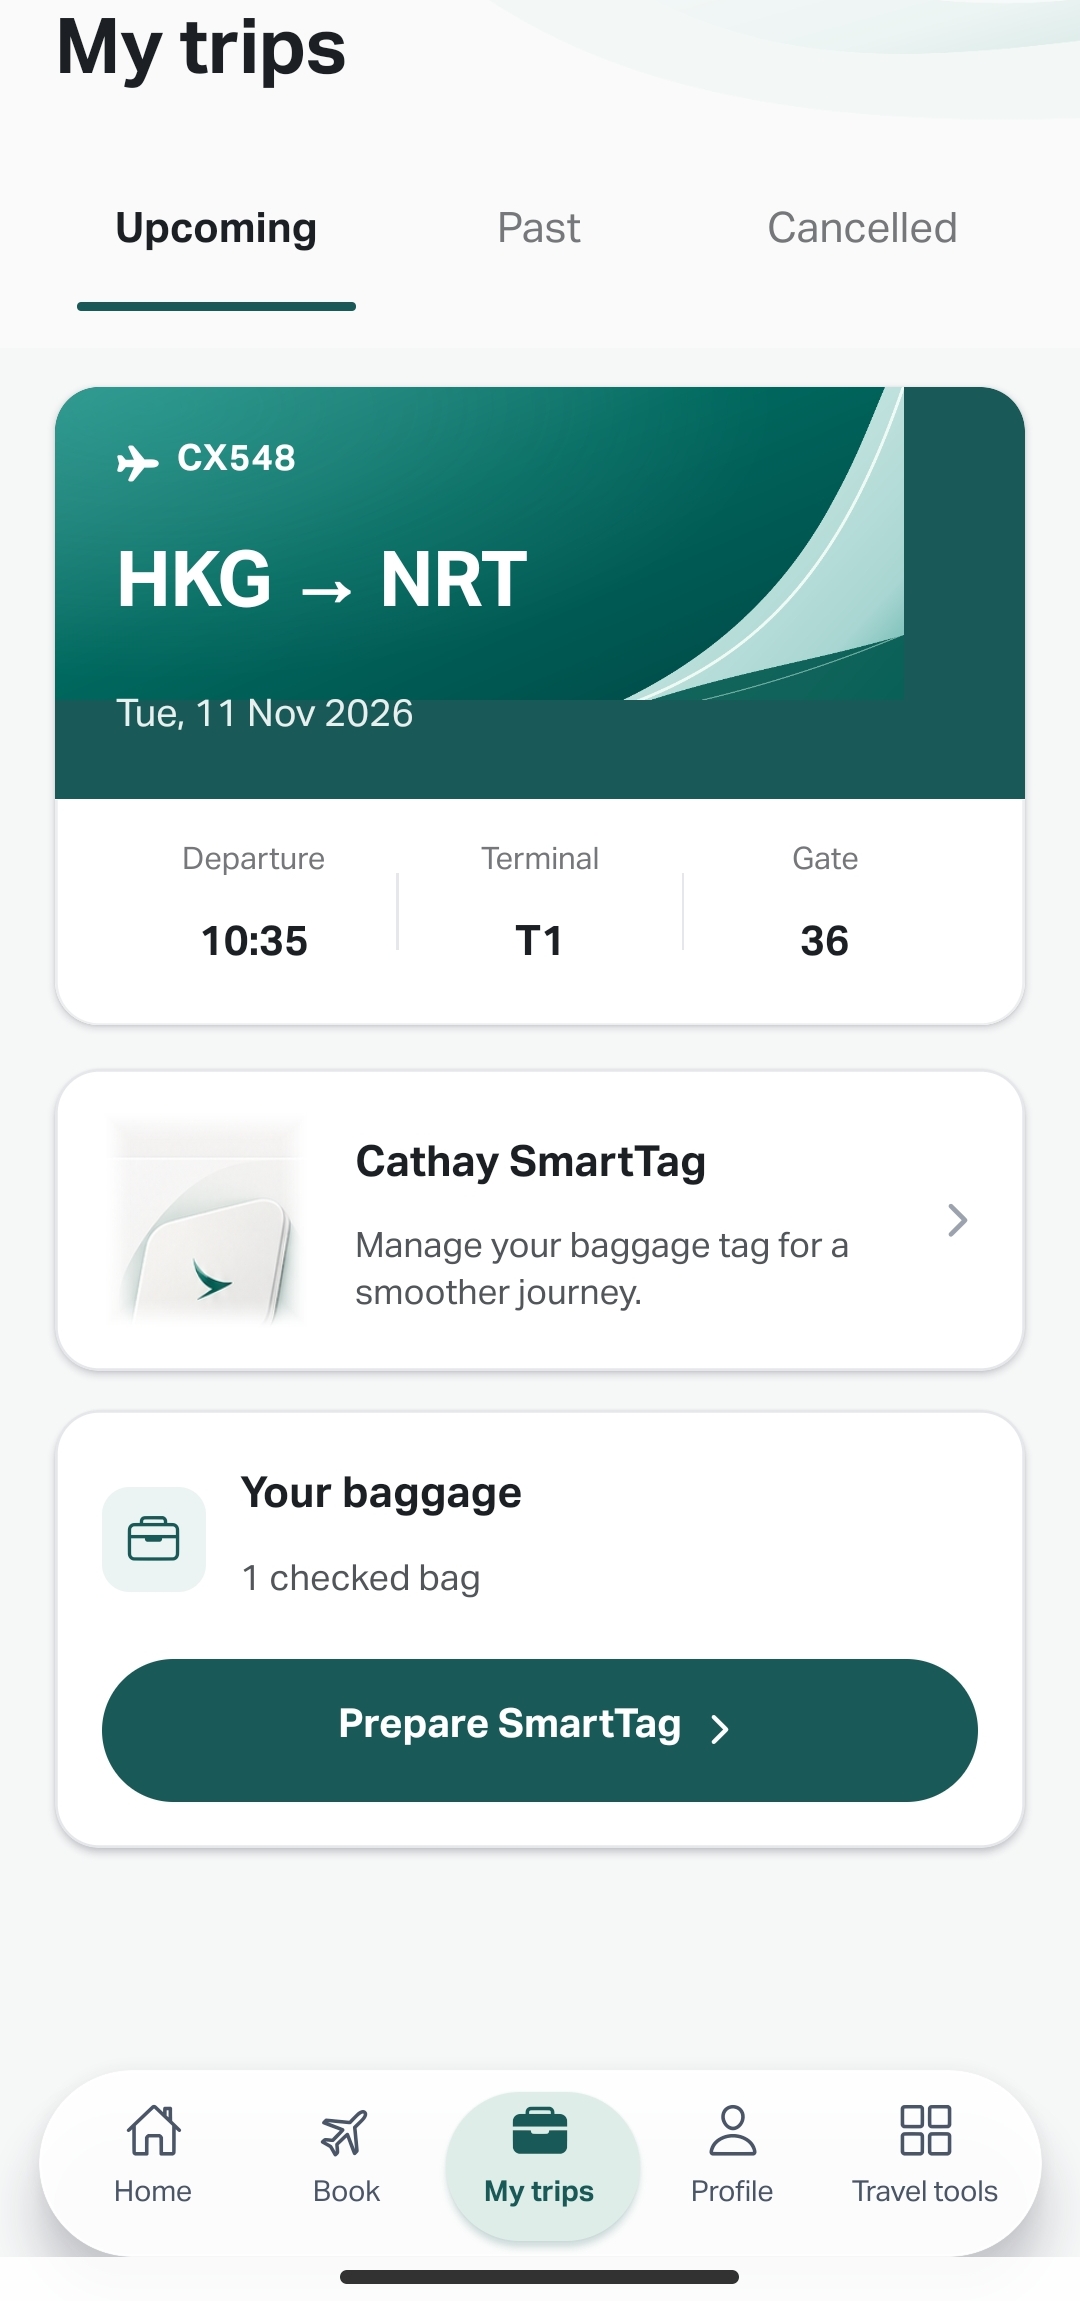 My trips
Upcoming
Past
Cancelled
CX548
HKG → NRT
Tue, 11 Nov 2026
Departure
Terminal
Gate
10:35
T1
36
Cathay SmartTag
Manage your baggage tag for a
smoother journey.
Your baggage
1 checked bag
Prepare SmartTag
Home
Book
My trips
Profile
Travel tools